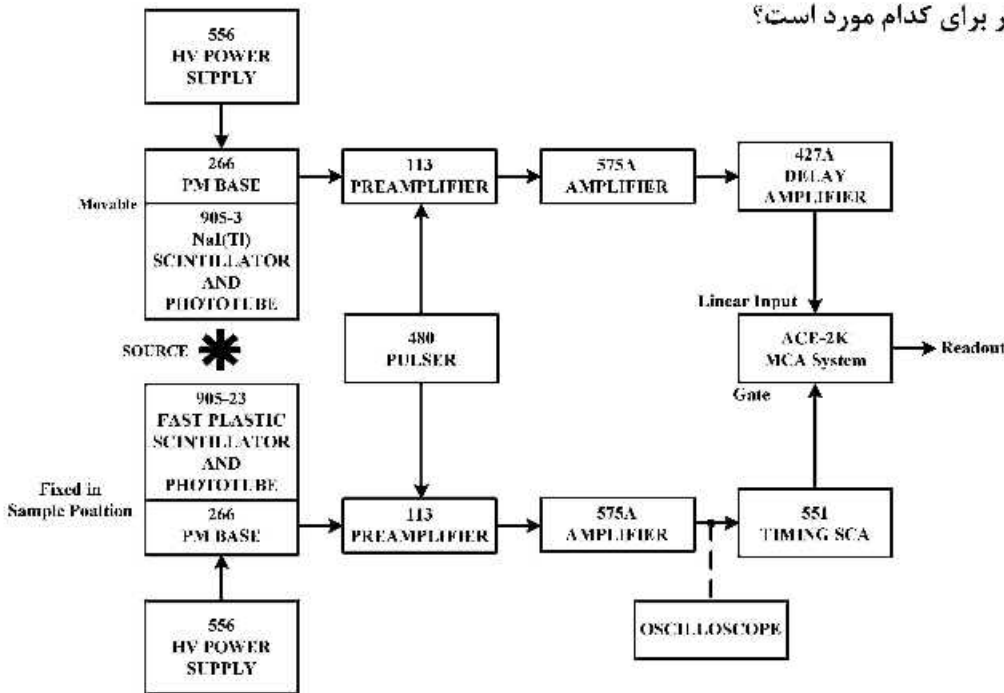 ر برای کدام مورد است؟
556
HV POWER
SUPPLY
266
PM BASE
Movable
905-3
NaI(Tl)
SCINTILLATOR
AND
PHOTOTUBE
113
PREAMPLIFIER
575A
AMPLIFIER
427A
DELAY
AMPLIFIER
Linear Input
SOURCE
480
PULSER
ACE-2K
MCA System
Readout
Gate
905-23
FAST PLASTIC
SCINTILLATOR
AND
PHOTOTUBE
Fixed in
Sample Poaltion
266
PM BASE
113
PREAMPLIFIER
575A
AMPLIFIER
551
TIMING SCA
556
HV POWER
SUPPLY
OSCILLOSCOPE